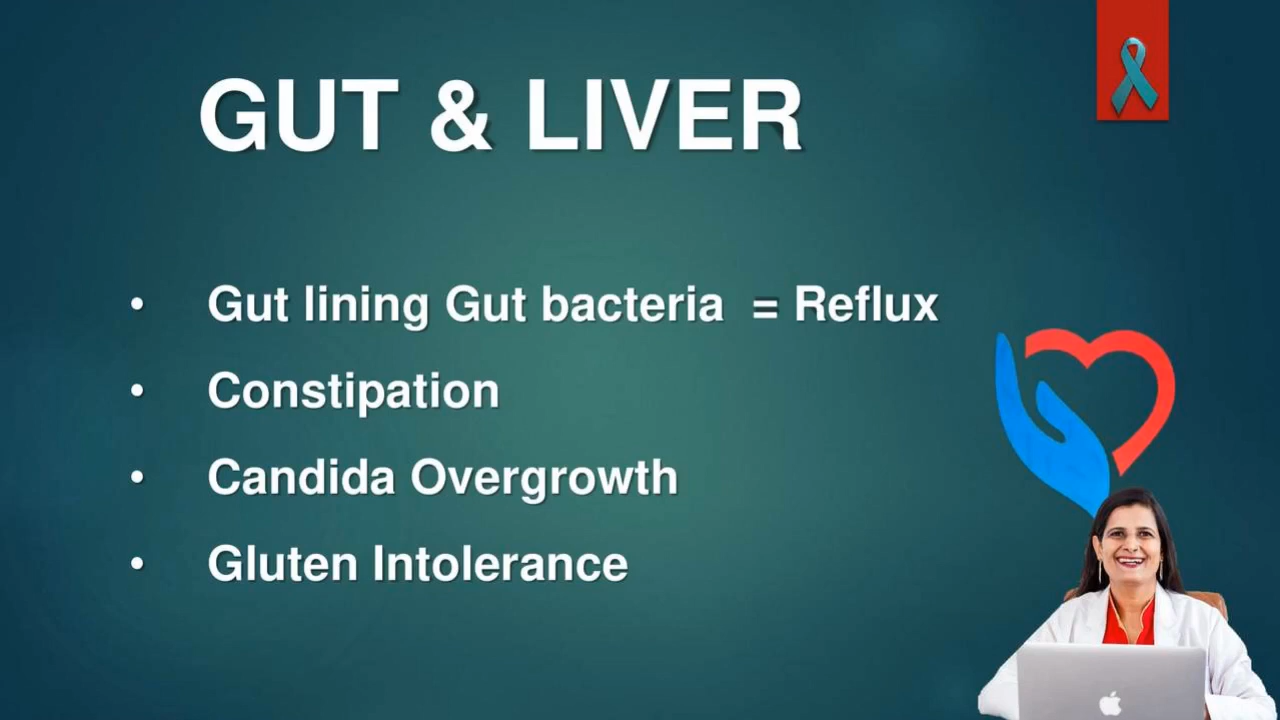 GUT & LIVER
• Gut lining Gut bacteria = Reflux
• Constipation
• Candida Overgrowth
• Gluten Intolerance